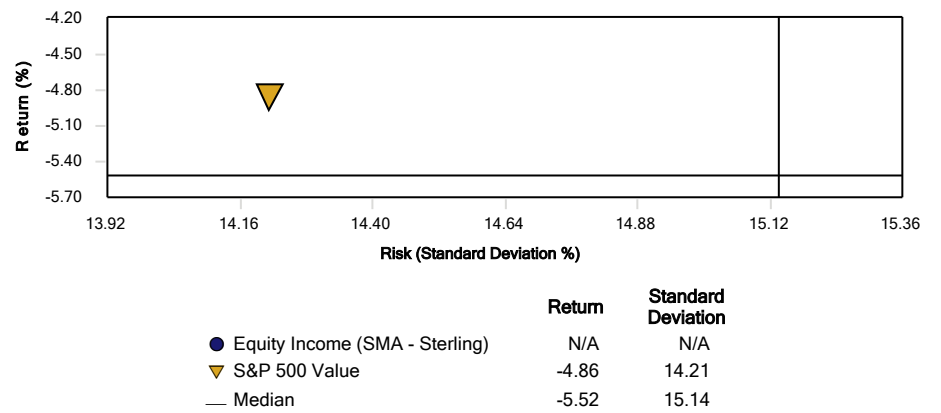 -4.20
-4.50
-4.80
-5.10
-5.40
-5.70
Return (%)
13.92 14.16 14.40 14.64 14.88 15.12 15.36
Risk (Standard Deviation %)
Return Standard Deviation
Equity Income (SMA - Sterling) N/A N/A
S&P 500 Value -4.86 14.21
Median -5.52 15.14